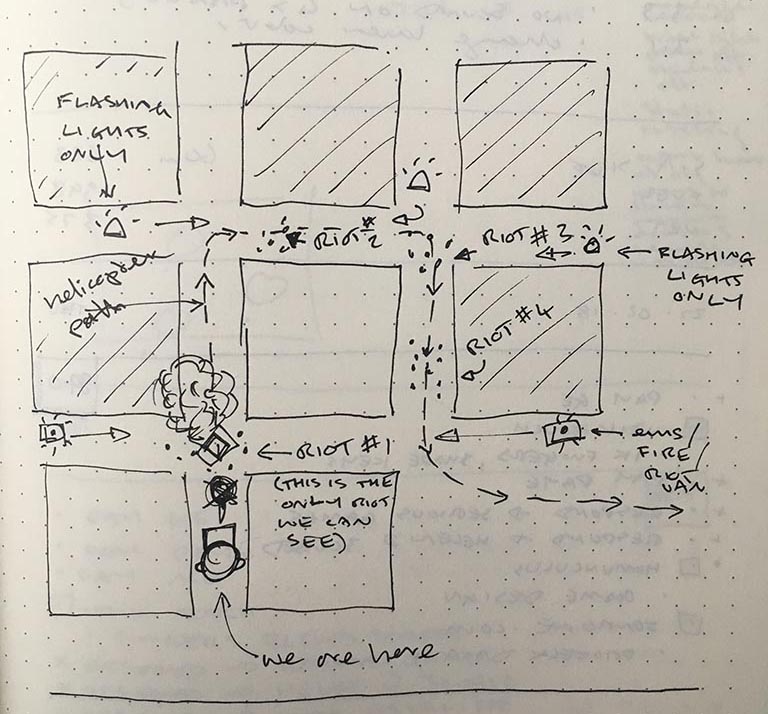 FLASHING
LIGHTS
ONLY
RIOT #2
RIOT #3
FLASHING
LIGHTS
ONLY
helicopter
path
RIOT #4
RIOT #1
(THIS IS THE
ONLY RIOT
WE CAN
SEE)
ems/
FIRE
RIOT
VAN
we are here